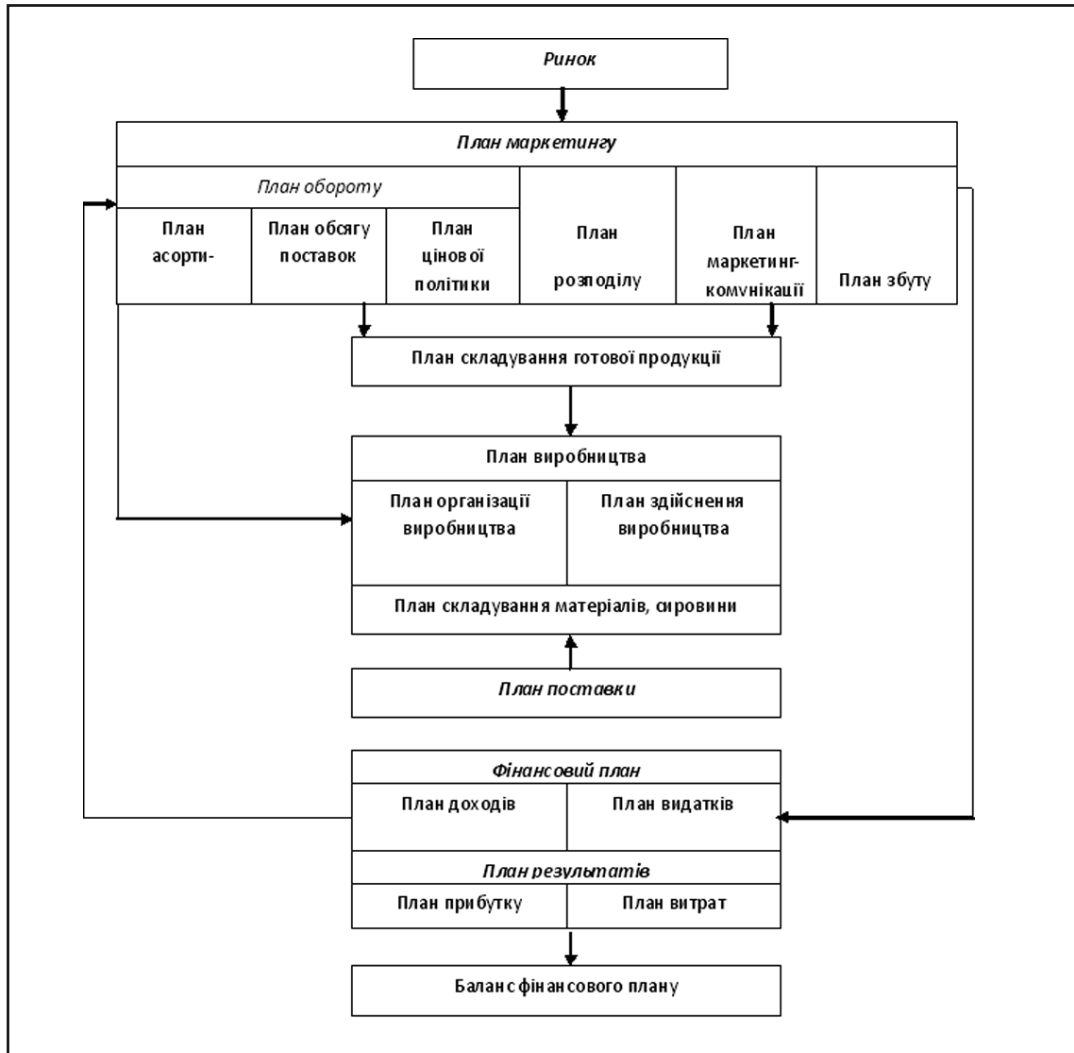 Ринок
План маркетингу
План обороту
План
асорти-
План обсягу
поставок
План
цінової
політики
План
розподілу
План
маркетинг-
комунікації
План збуту
План складування готової продукції
План виробництва
План організації
виробництва
План здійснення
виробництва
План складування матеріалів, сировини
План поставки
Фінансовий план
План доходів
План видатків
План результатів
План прибутку
План витрат
Баланс фінансового плану